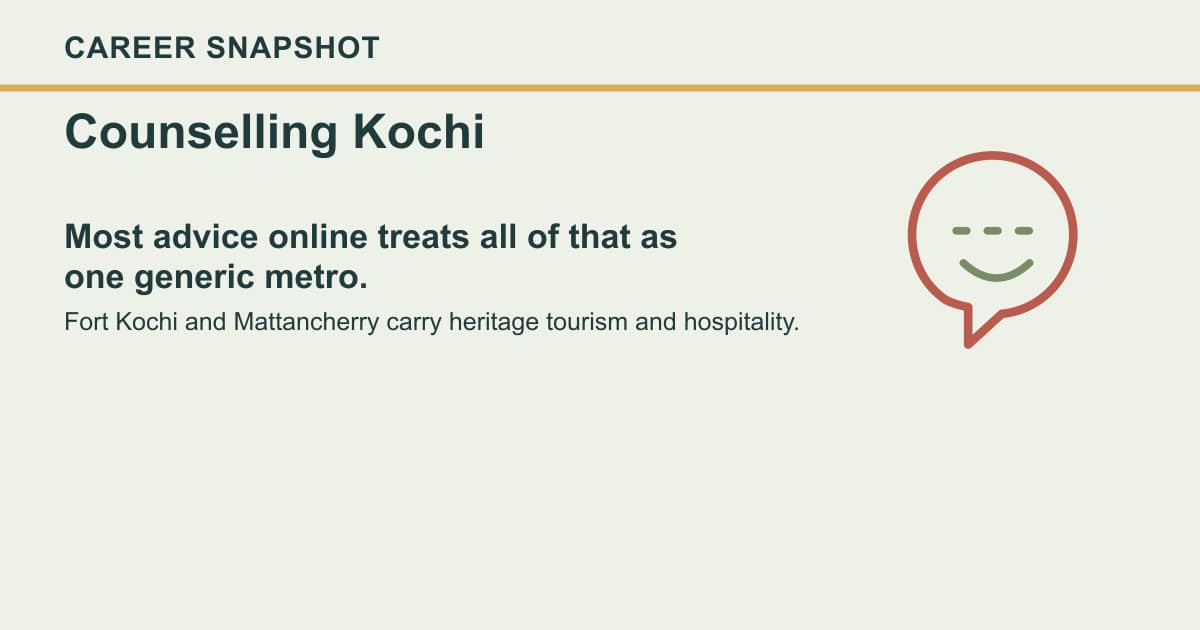 CAREER SNAPSHOT
Counselling Kochi
Most advice online treats all of that as
one generic metro.
Fort Kochi and Mattancherry carry heritage tourism and hospitality.